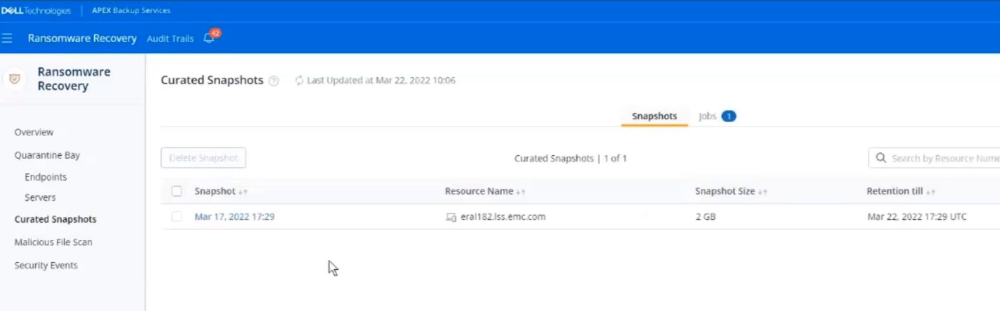 DELL Technologies | APEX Backup Services
Ransomware Recovery Audit Trails 42
Ransomware
Recovery
Overview
Quarantine Bay
Endpoints
Servers
Curated Snapshots
Malicious File Scan
Security Events
Curated Snapshots ? Last Updated at Mar 22, 2022 10:06
Snapshots Jobs 1
Delete Snapshot Curated Snapshots | 1 of 1 Search by Resource Name
Snapshot Resource Name Snapshot Size Retention till
Mar 17, 2022 17:29 eral182.lss.emc.com 2 GB Mar 22, 2022 17:29 UTC